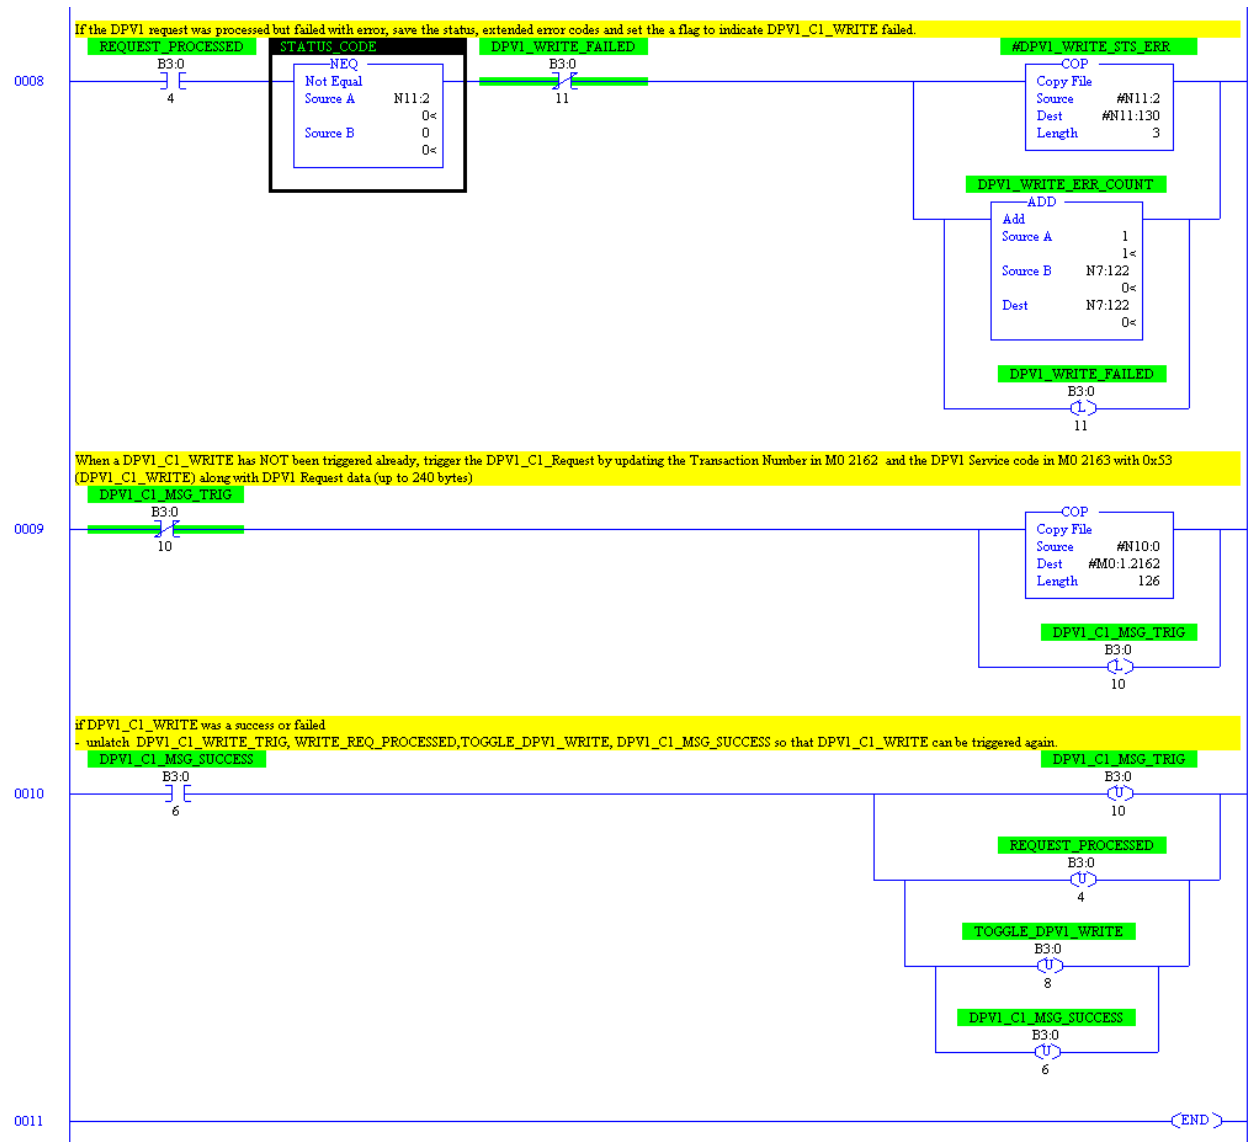 If the DPV1 request was processed but failed with error, save the status, extended error codes and set the a flag to indicate DPV1_C1_WRITE failed.
REQUEST_PROCESSED STATUS_CODE DPV1_WRITE_FAILED #DPV1_WRITE_STS_ERR
B3:0 NEQ B3:0 COP
0008 Not Equal Copy File
4 Source A N11:2 11 Source #N11:2
0< Dest #N11:130
Source B 0 Length 3
0<
DPV1_WRITE_ERR_COUNT
ADD
Add
Source A 1
1<
Source B N7:122
0<
Dest N7:122
0<
DPV1_WRITE_FAILED
B3:0
L
11
When a DPV1_C1_WRITE has NOT been triggered already, trigger the DPV1_C1_Request by updating the Transaction Number in M0 2162 and the DPV1 Service code in M0 2163 with 0x53
(DPV1_C1_WRITE) along with DPV1 Request data (up to 240 bytes)
DPV1_C1_MSG_TRIG
B3:0 COP
0009 Copy File
10 Source #N10:0
Dest #M0:1.2162
Length 126
DPV1_C1_MSG_TRIG
B3:0
L
10
if DPV1_C1_WRITE was a success or failed
- unlatch DPV1_C1_WRITE_TRIG, WRITE_REQ_PROCESSED,TOGGLE_DPV1_WRITE, DPV1_C1_MSG_SUCCESS so that DPV1_C1_WRITE can be triggered again.
DPV1_C1_MSG_SUCCESS DPV1_C1_MSG_TRIG
B3:0 B3:0
0010 U
6 10
REQUEST_PROCESSED
B3:0
U
4
TOGGLE_DPV1_WRITE
B3:0
U
8
DPV1_C1_MSG_SUCCESS
B3:0
U
6
0011 END